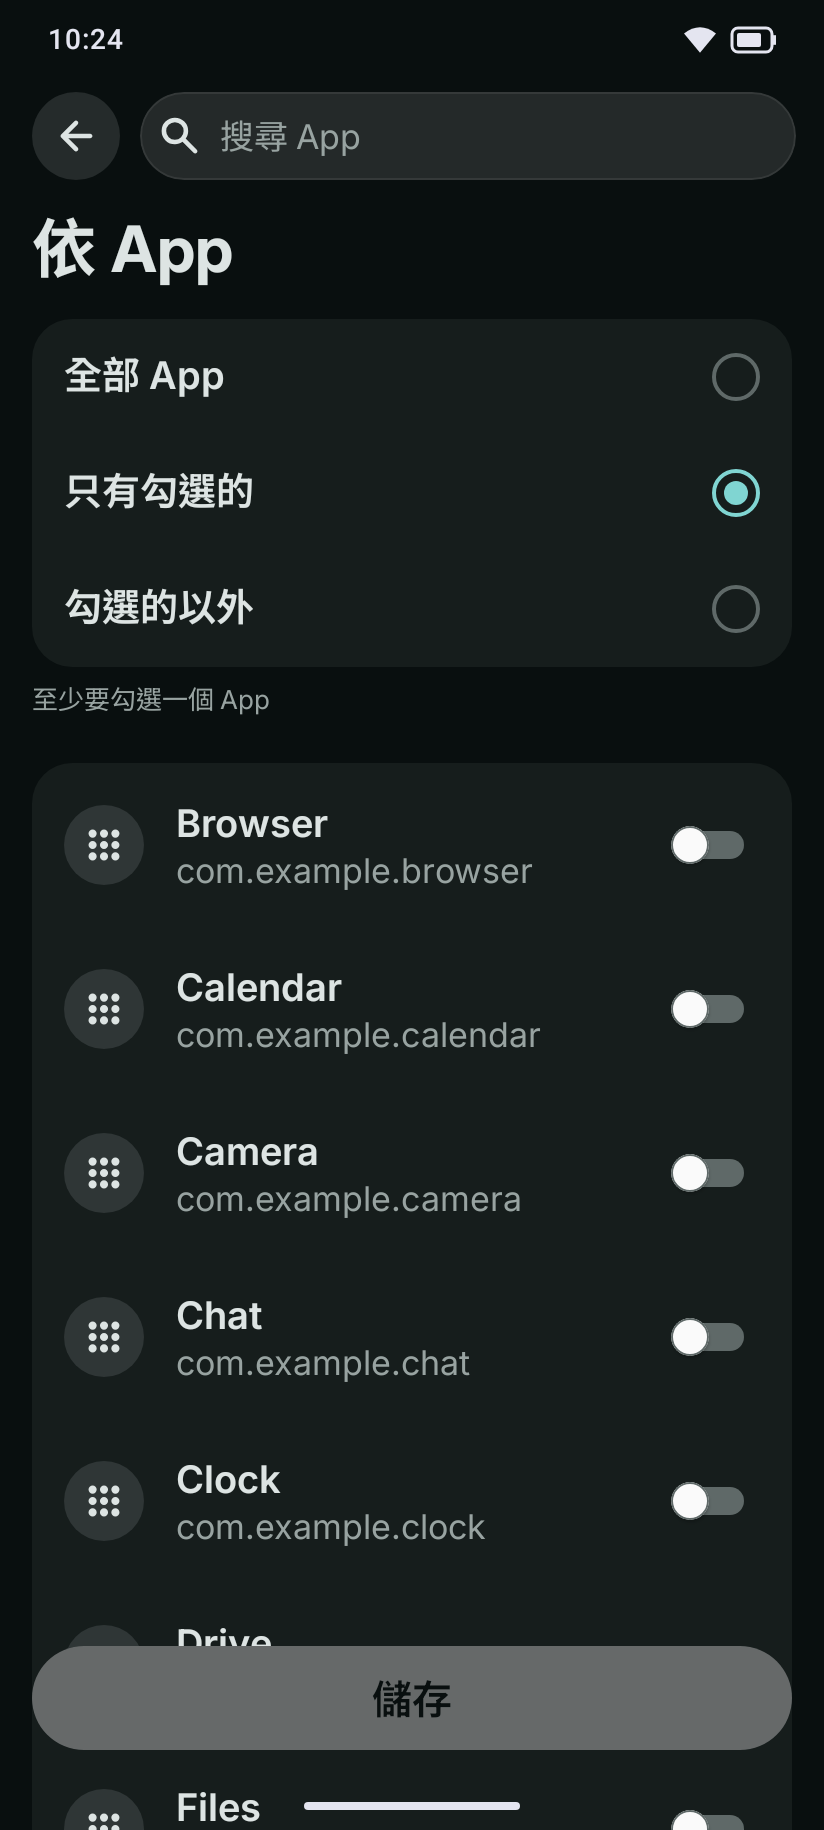 10:24
搜尋 App
依 App
全部 App
只有勾選的
勾選的以外
至少要勾選一個 App
Browser
com.example.browser
Calendar
com.example.calendar
Camera
com.example.camera
Chat
com.example.chat
Clock
com.example.clock
Drive
儲存
Files